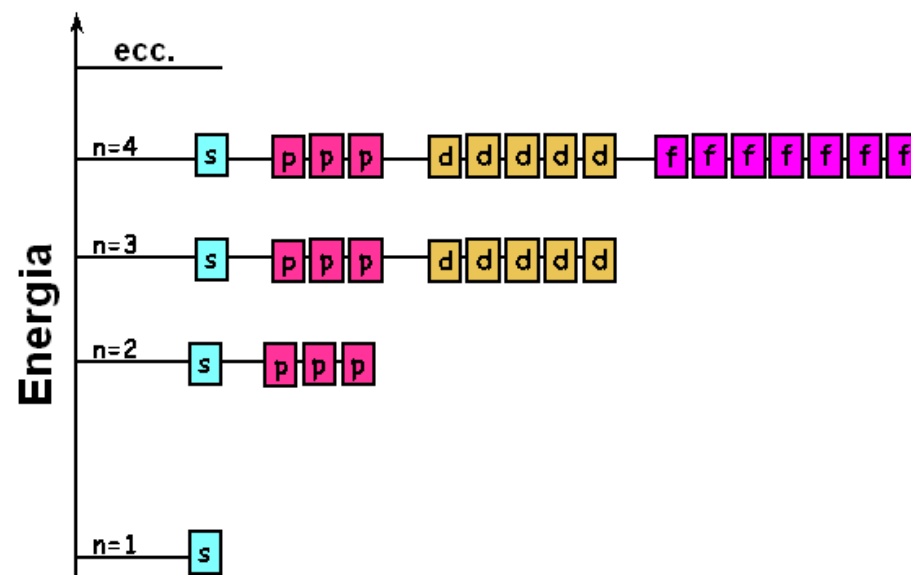 ecc.
n=4 s p p p d d d d d f f f f f f f
n=3 s p p p d d d d d
n=2 s p p p
n=1 s
Energia